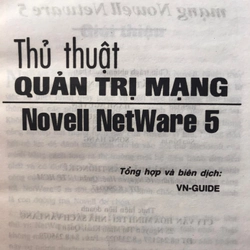 Thủ thuật
QUẢN TRỊ MẠNG
Novell NetWare 5
Tổng hợp và biên dịch:
VN-GUIDE